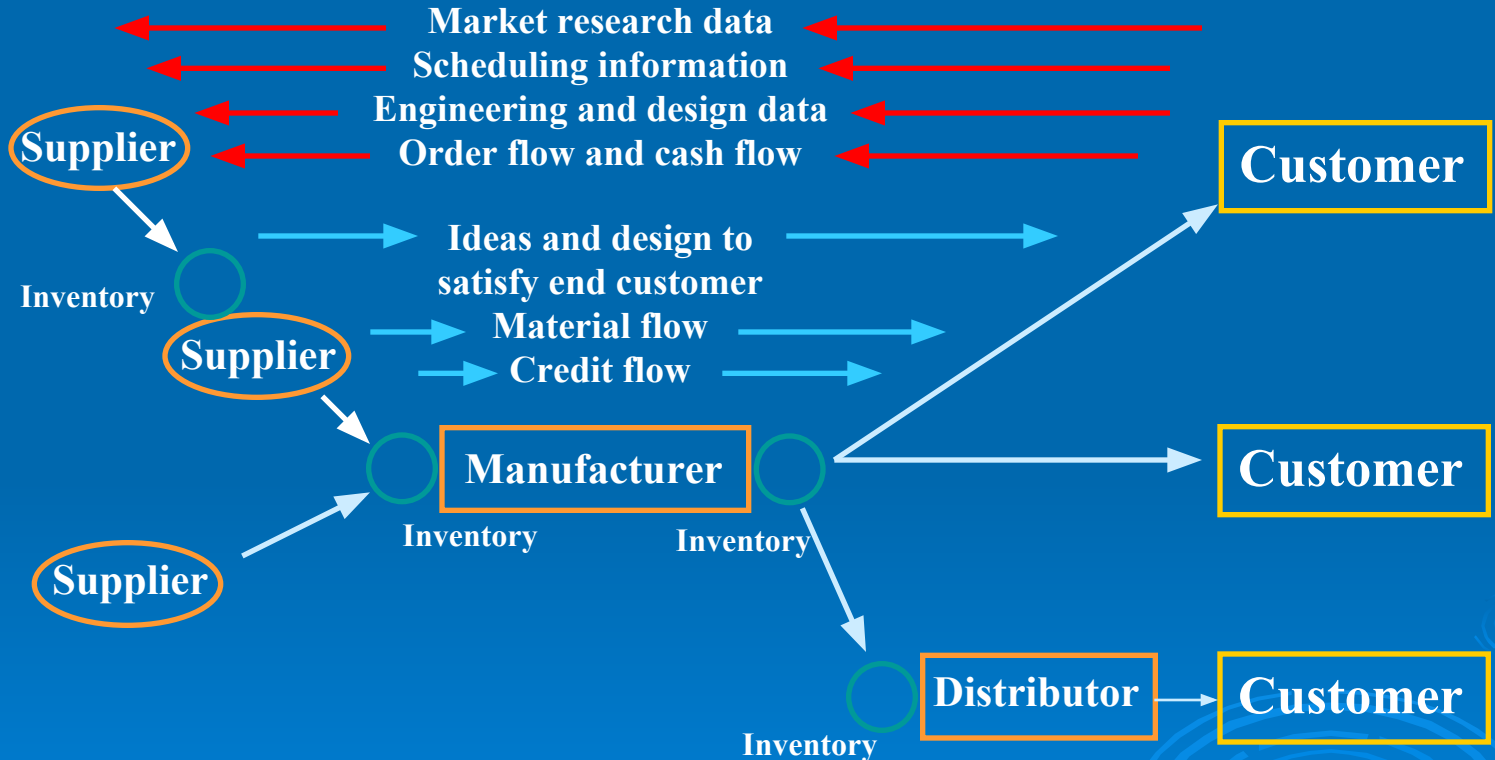 Market research data
Scheduling information
Engineering and design data
Order flow and cash flow
Supplier
Customer
Ideas and design to
satisfy end customer
Inventory
Material flow
Supplier
Credit flow
Manufacturer
Customer
Inventory
Inventory
Supplier
Distributor
Customer
Inventory